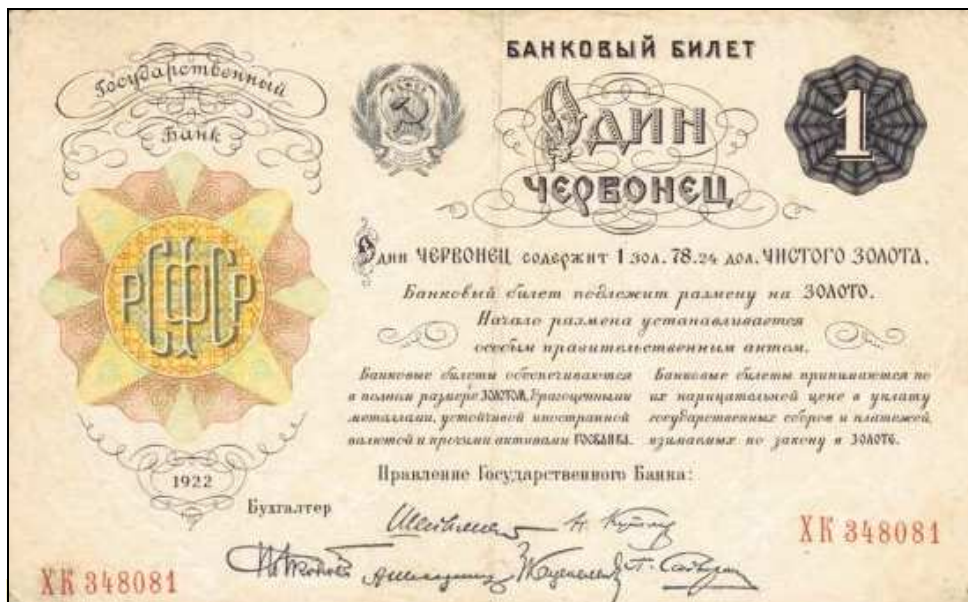 Государственный
Банк
РСФСР
1922
БАНКОВЫЙ БИЛЕТ
ОДИН
ЧЕРВОНЕЦ
1
Один ЧЕРВОНЕЦ содержит 1 зол. 78.24 дол. ЧИСТОГО ЗОЛОТА.
Банковый билет подлежит размену на ЗОЛОТО.
Начало размена устанавливается
особым правительственным актом.
Банковые билеты обеспечиваются
в полном размере ЗОЛОТОМ, драгоценными
металлами, устойчивой иностранной
валютой и прочими активами ГОСБАНКА.
Банковые билеты принимаются по
их нарицательной цене в уплату
государственных сборов и платежей,
взимаемых по закону в ЗОЛОТЕ.
Правление Государственного Банка:
Бухгалтер
ХК 348081
ХК 348081